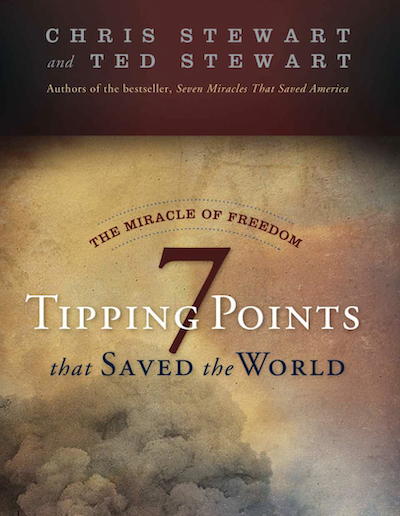 CHRIS STEWART
and TED STEWART
Authors of the bestseller, Seven Miracles That Saved America
THE MIRACLE OF FREEDOM
7
TIPPING POINTS
that SAVED the WORLD